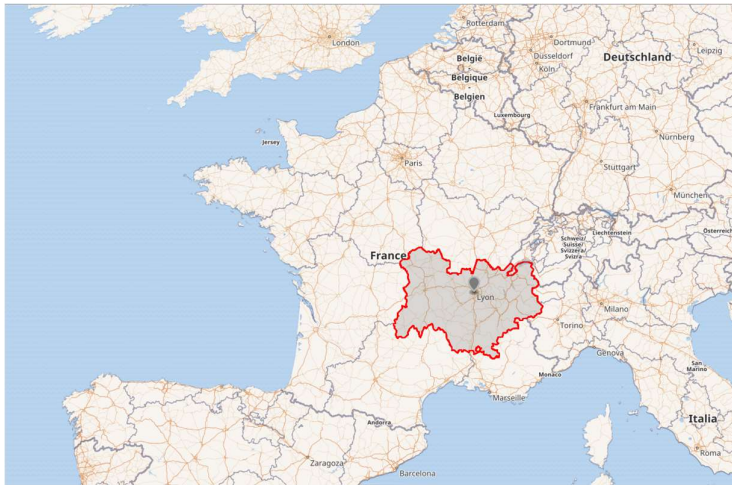 Rotterdam
London
Dortmund
Leipzig
België
Düsseldorf
Deutschland
Köln
Belgique
Belgien
Frankfurt am Main
Luxembourg
Nürnberg
Jersey
Paris
Stuttgart
München
Österreich
Liechtenstein
Schweiz/
Suisse/
Svizzera/
Svizra
France
Lyon
Milano
Torino
Genova
San
Marino
Monaco
Marseille
Andorra
Italia
Roma
Zaragoza
Barcelona